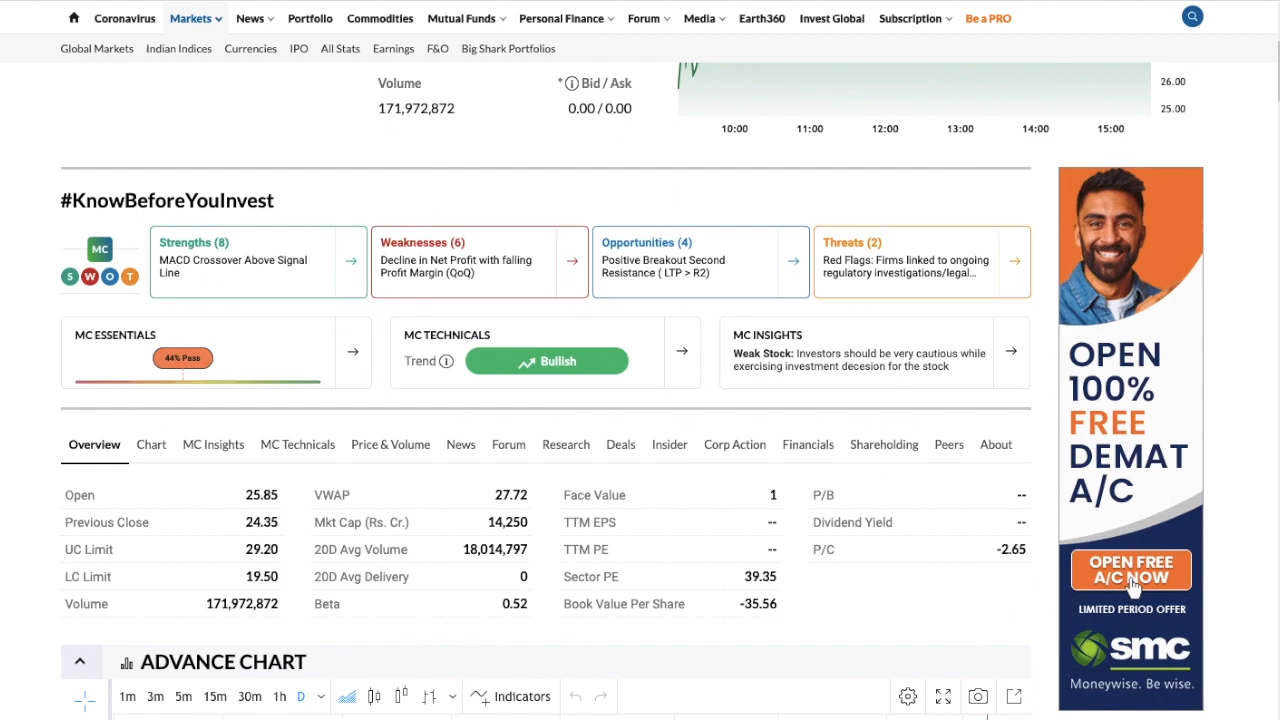 Coronavirus Markets News Portfolio Commodities Mutual Funds Personal Finance Forum Media Earth360 Invest Global Subscription Be a PRO
Global Markets Indian Indices Currencies IPO All Stats Earnings F&O Big Shark Portfolios
Volume * i Bid / Ask
171,972,872 0.00 / 0.00
26.00
25.00
10:00 11:00 12:00 13:00 14:00 15:00
#KnowBeforeYouInvest
MC
S W O T
Strengths (8)
MACD Crossover Above Signal
Line
Weaknesses (6)
Decline in Net Profit with falling
Profit Margin (QoQ)
Opportunities (4)
Positive Breakout Second
Resistance ( LTP > R2)
Threats (2)
Red Flags: Firms linked to ongoing
regulatory investigations/legal...
MC ESSENTIALS
44% Pass
MC TECHNICALS
Trend i Bullish
MC INSIGHTS
Weak Stock: Investors should be very cautious while
exercising investment decesion for the stock
Overview Chart MC Insights MC Technicals Price & Volume News Forum Research Deals Insider Corp Action Financials Shareholding Peers About
Open 25.85 VWAP 27.72 Face Value 1 P/B --
Previous Close 24.35 Mkt Cap (Rs. Cr.) 14,250 TTM EPS -- Dividend Yield --
UC Limit 29.20 20D Avg Volume 18,014,797 TTM PE -- P/C -2.65
LC Limit 19.50 20D Avg Delivery 0 Sector PE 39.35
Volume 171,972,872 Beta 0.52 Book Value Per Share -35.56
ADVANCE CHART
1m 3m 5m 15m 30m 1h D Indicators
OPEN
100%
FREE
DEMAT
A/C
OPEN FREE
A/C NOW
LIMITED PERIOD OFFER
smc
Moneywise. Be wise.